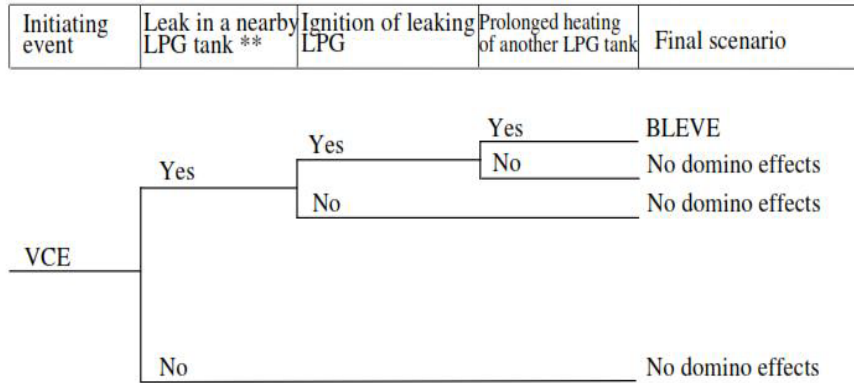 Initiating event
Leak in a nearby LPG tank **
Ignition of leaking LPG
Prolonged heating of another LPG tank
Final scenario
Yes
BLEVE
Yes
No
No domino effects
Yes
No
No domino effects
VCE
No
No domino effects